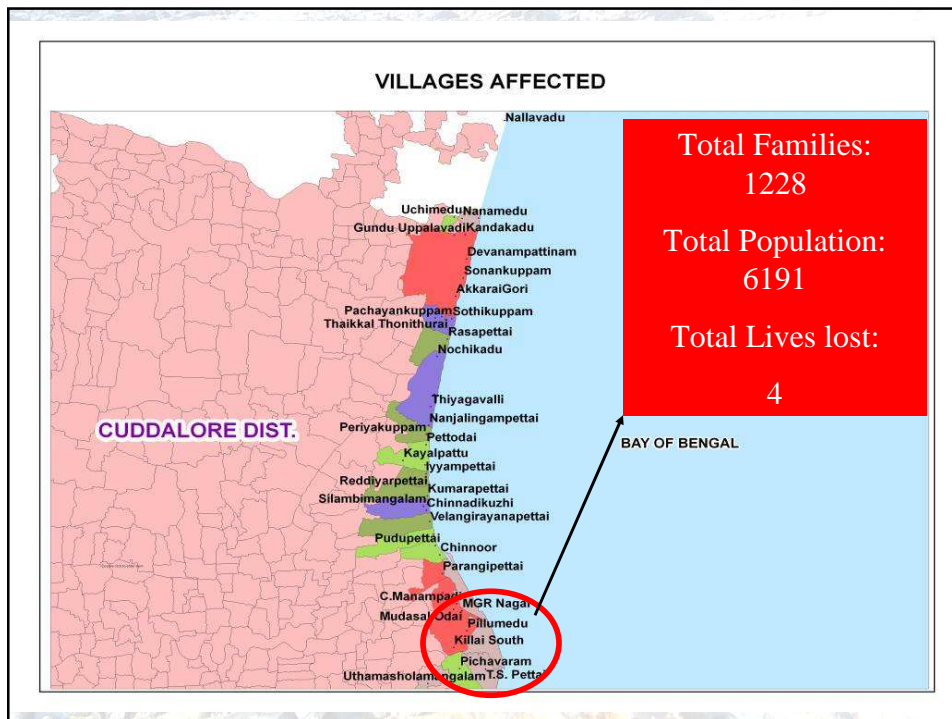 VILLAGES AFFECTED
Nallavadu
Total Families:
1228
Total Population:
6191
Total Lives lost:
4
Uchimedu Nanamedu
Gundu Uppalavadi Kandakadu
Devanampattinam
Sonankuppam
AkkaraiGori
Pachayankuppam Sothikuppam
Thaikkal Thonithurai
Rasapettai
Nochikadu
Thiyagavalli
Nanjalingampettai
Periyakuppam
CUDDALORE DIST.
Pettodai
BAY OF BENGAL
Kayalpattu
Iyyampettai
Reddiyarpettai
Kumarapettai
Silambimangalam Chinnadikuzhi
Velangirayanapettai
Pudupettai
Chinnoor
Parangipettai
C.Manampadi
MGR Nagar
Mudasal Odai
Pillumedu
Killai South
Pichavaram
Uthamasholamangalam T.S. Pettai